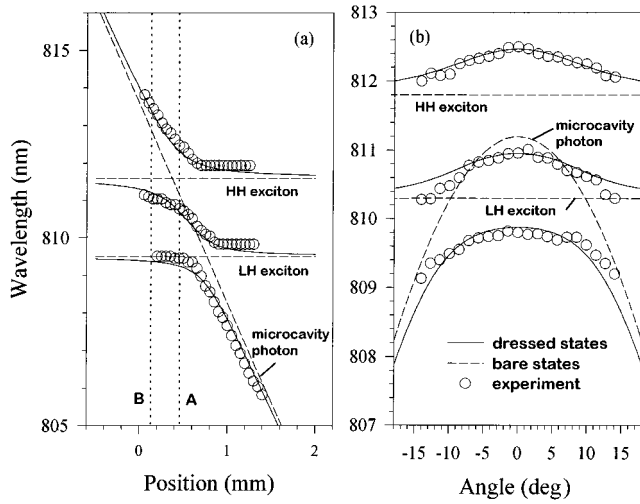 (a)
815
810
805
Wavelength (nm)
HH exciton
LH exciton
microcavity
photon
B
A
0
1
2
Position (mm)
(b)
813
812
811
810
809
808
807
HH exciton
microcavity
photon
LH exciton
dressed states
bare states
experiment
-15 -10 -5 0 5 10 15
Angle (deg)